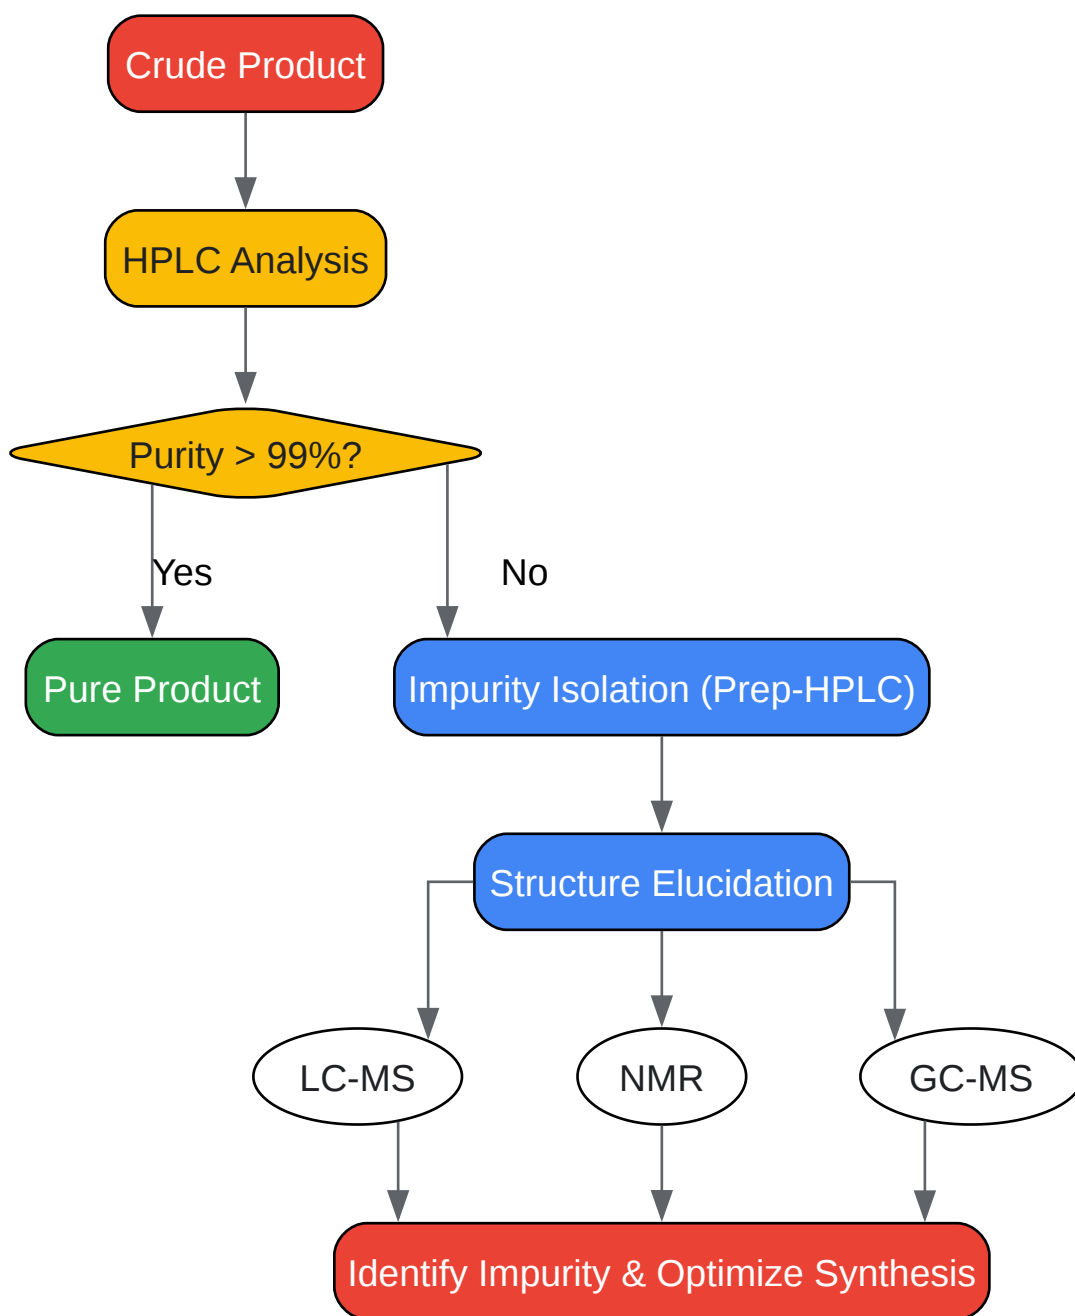 Crude Product
HPLC Analysis
Purity > 99%?
Yes
No
Pure Product
Impurity Isolation (Prep-HPLC)
Structure Elucidation
LC-MS
NMR
GC-MS
Identify Impurity & Optimize Synthesis